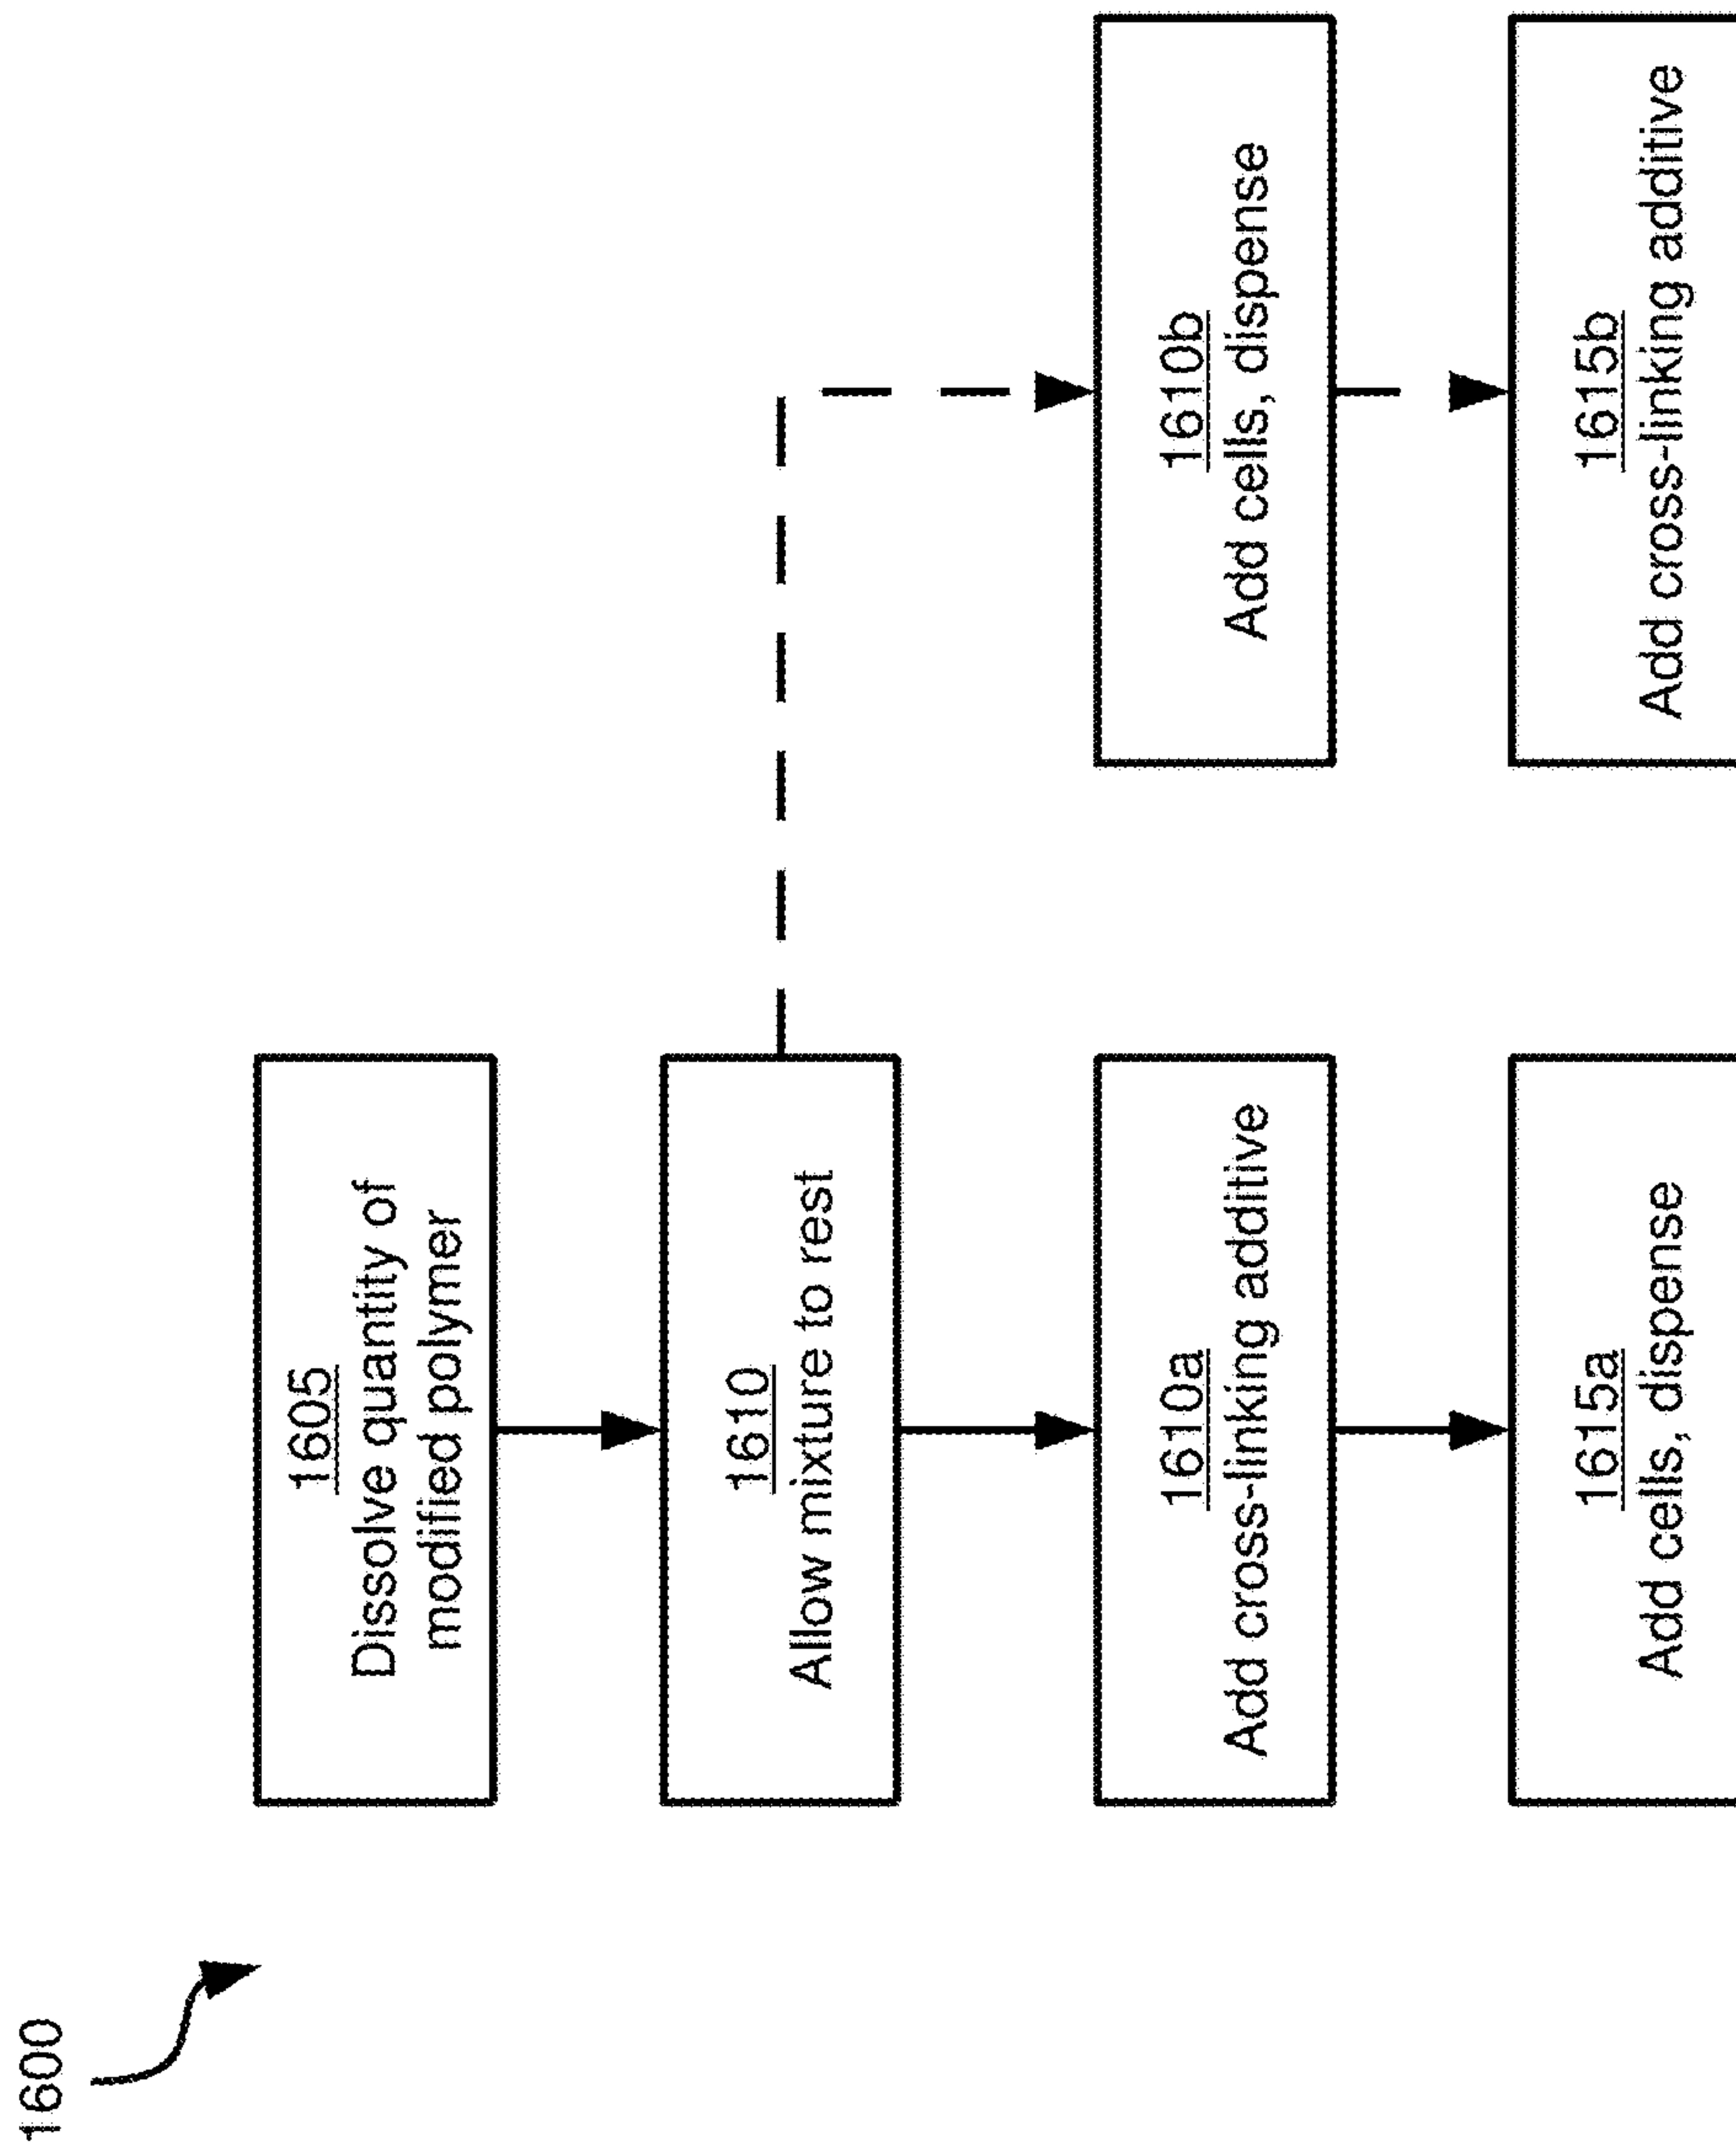 1600
1605
Dissolve quantity of
modified polymer
1610
Allow mixture to rest
1610a
Add cross-linking additive
1615a
Add cells, dispense
1610b
Add cells, dispense
1615b
Add cross-linking additive